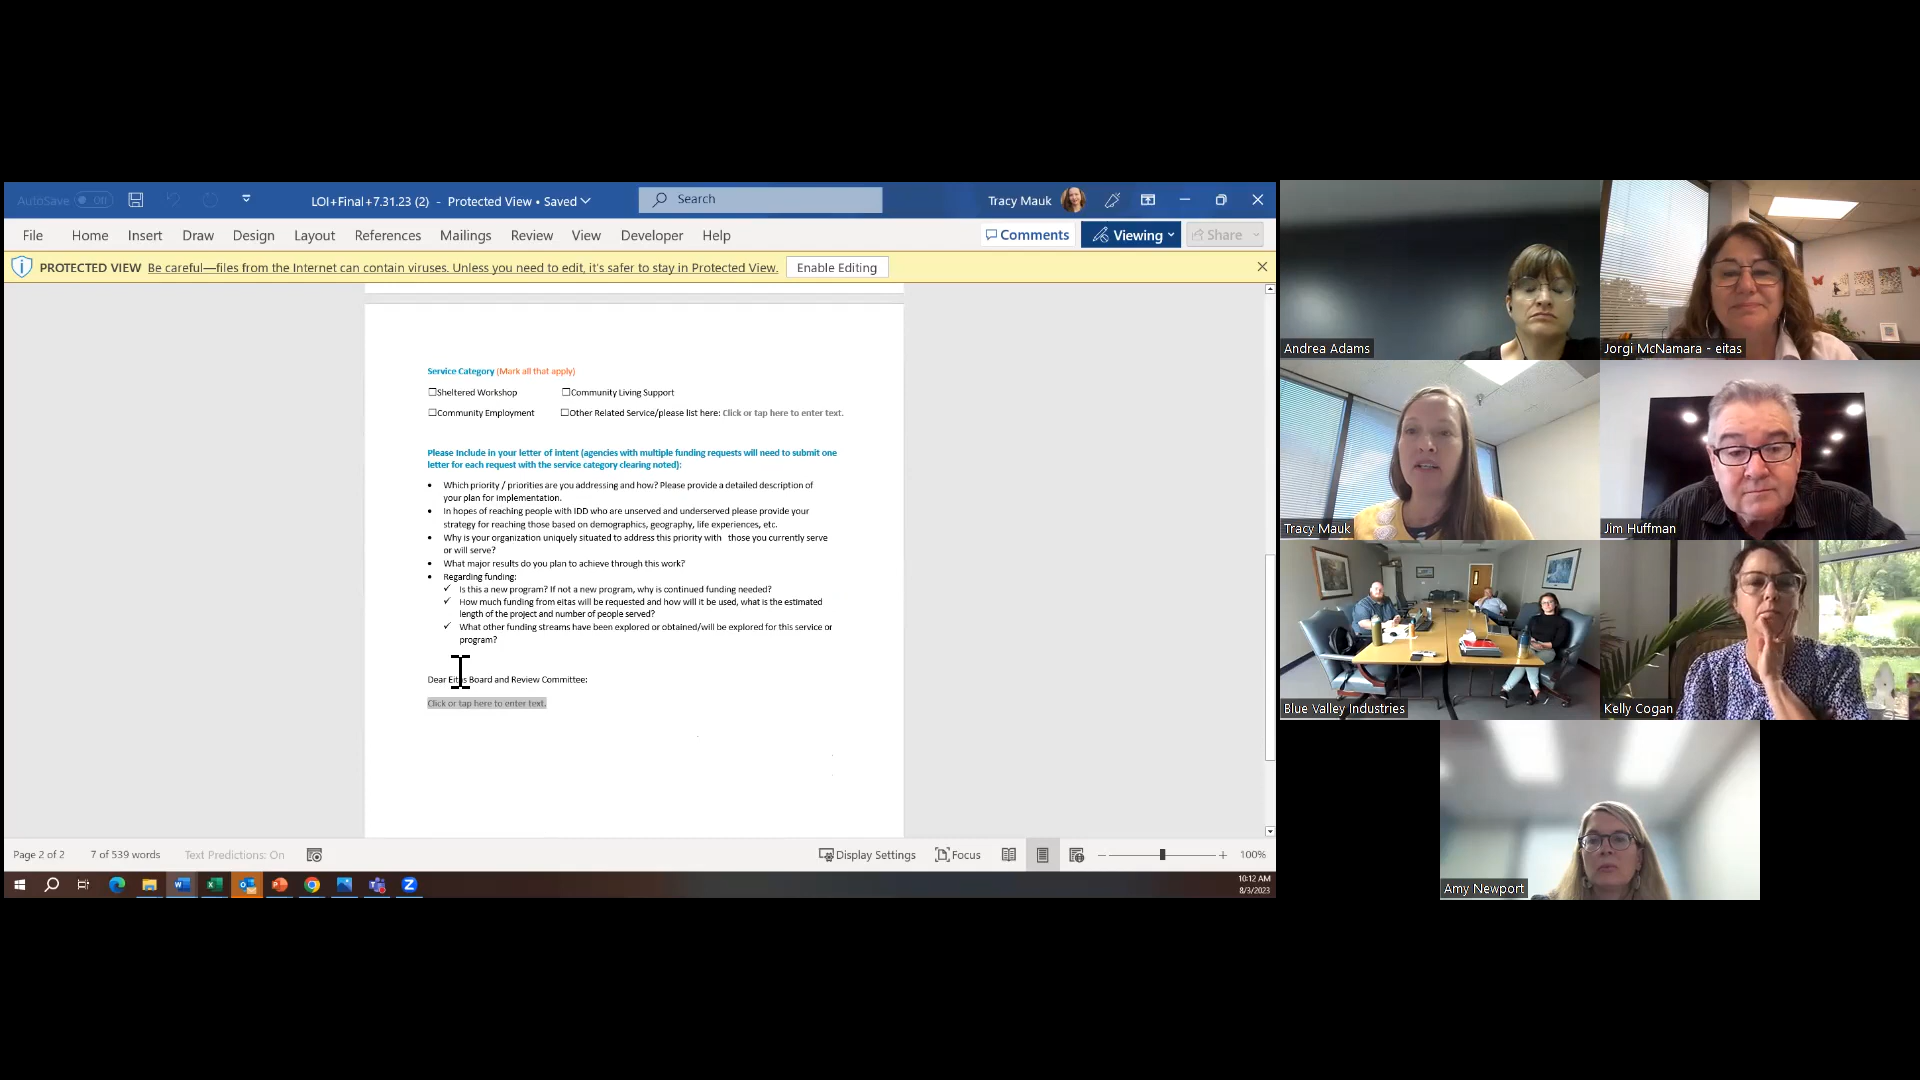 AutoSave Off
LOI+Final+7.31.23 (2) - Protected View • Saved
Search
Tracy Mauk
File Home Insert Draw Design Layout References Mailings Review View Developer Help
Comments Viewing Share
PROTECTED VIEW Be careful—files from the Internet can contain viruses. Unless you need to edit, it's safer to stay in Protected View. Enable Editing
Service Category (Mark all that apply)
☐Sheltered Workshop ☐Community Living Support
☐Community Employment ☐Other Related Service/please list here: Click or tap here to enter text.
Please Include in your letter of intent (agencies with multiple funding requests will need to submit one
letter for each request with the service category clearing noted):
• Which priority / priorities are you addressing and how? Please provide a detailed description of
your plan for implementation.
• In hopes of reaching people with IDD who are unserved and underserved please provide your
strategy for reaching those based on demographics, geography, life experiences, etc.
• Why is your organization uniquely situated to address this priority with those you currently serve
or will serve?
• What major results do you plan to achieve through this work?
• Regarding funding:
✓ Is this a new program? If not a new program, why is continued funding needed?
✓ How much funding from eitas will be requested and how will it be used, what is the estimated
length of the project and number of people served?
✓ What other funding streams have been explored or obtained/will be explored for this service or
program?
Dear Eitas Board and Review Committee:
Click or tap here to enter text.
Page 2 of 2 7 of 539 words Text Predictions: On
Display Settings Focus 100%
10:12 AM
8/3/2023
Andrea Adams
Jorgi McNamara - eitas
Tracy Mauk
Jim Huffman
Blue Valley Industries
Kelly Cogan
Amy Newport